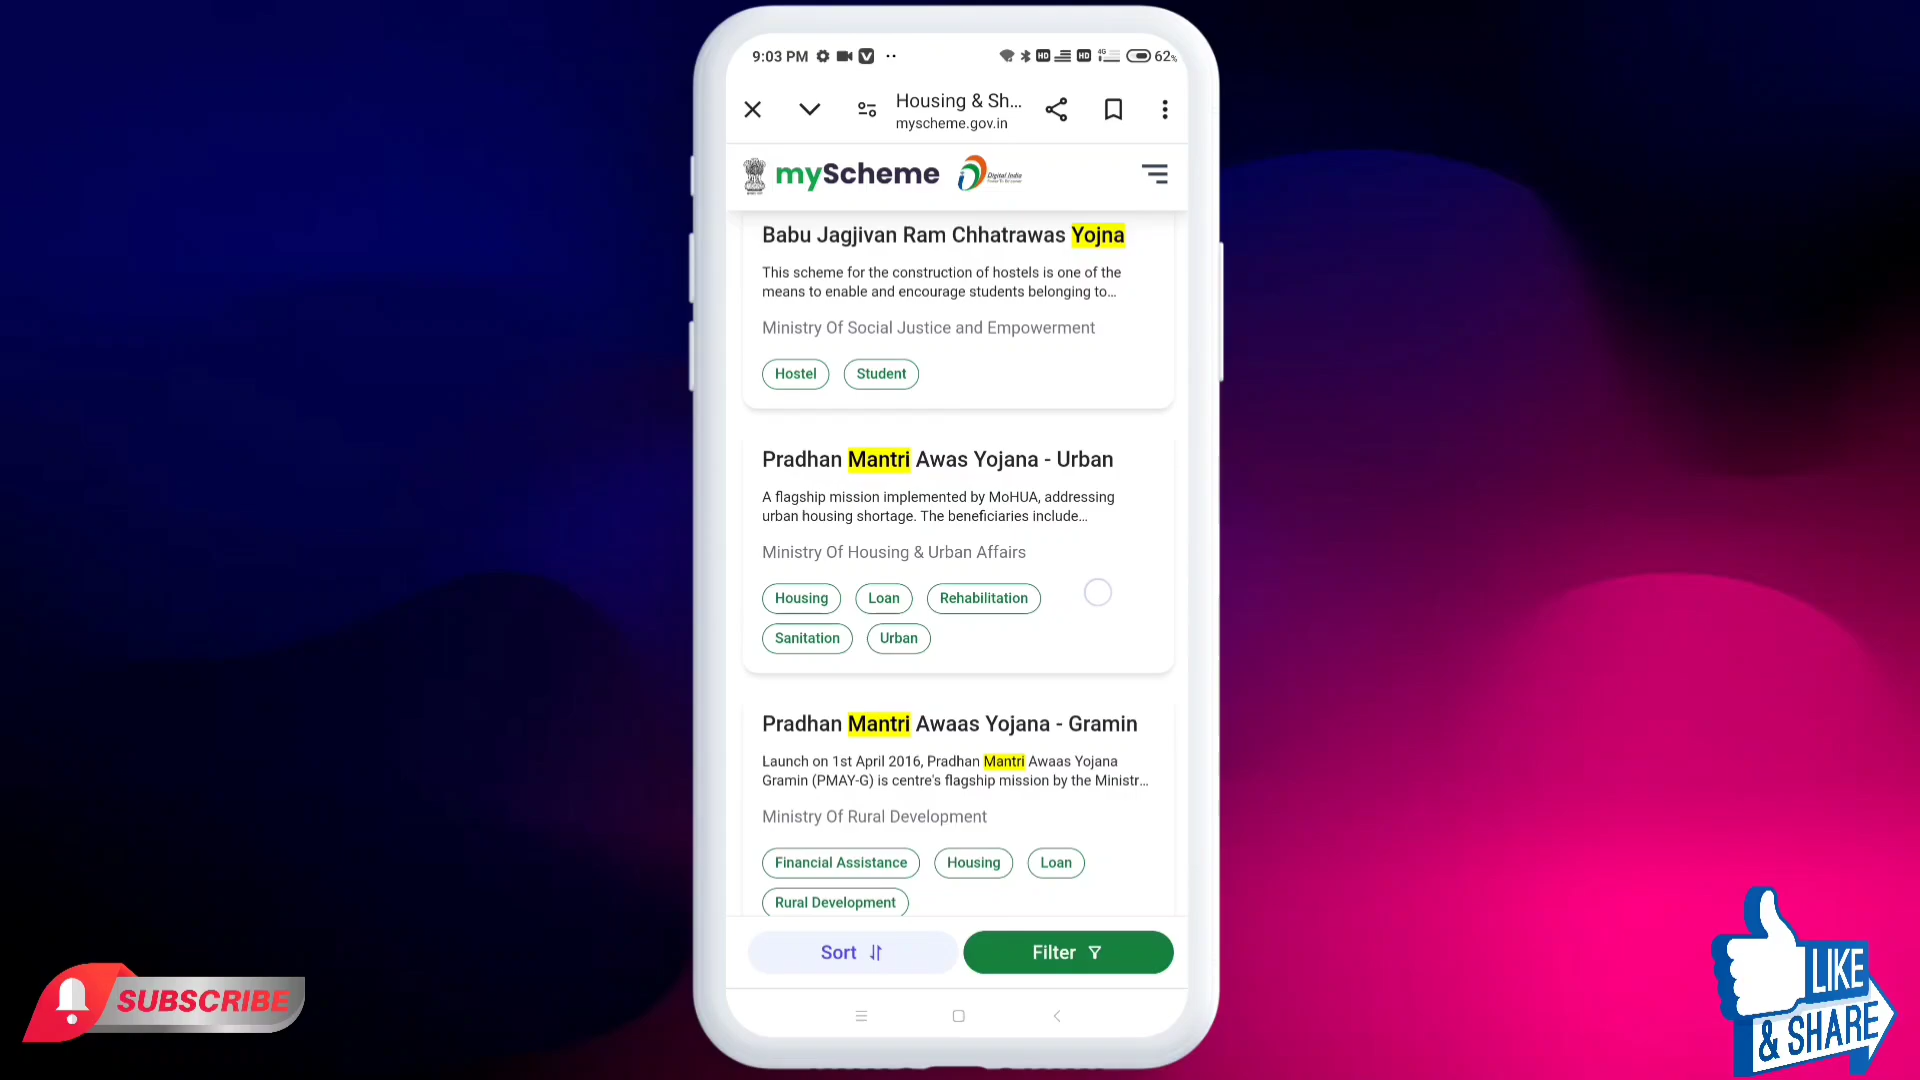 9:03 PM
HD HD 4G 62%
Housing & Sh...
myscheme.gov.in
myScheme
Digital India
Babu Jagjivan Ram Chhatrawas Yojna
This scheme for the construction of hostels is one of the
means to enable and encourage students belonging to...
Ministry Of Social Justice and Empowerment
Hostel Student
Pradhan Mantri Awas Yojana - Urban
A flagship mission implemented by MoHUA, addressing
urban housing shortage. The beneficiaries include...
Ministry Of Housing & Urban Affairs
Housing Loan Rehabilitation
Sanitation Urban
Pradhan Mantri Awaas Yojana - Gramin
Launch on 1st April 2016, Pradhan Mantri Awaas Yojana
Gramin (PMAY-G) is centre's flagship mission by the Ministr...
Ministry Of Rural Development
Financial Assistance Housing Loan
Rural Development
Sort Filter
SUBSCRIBE
LIKE
& SHARE